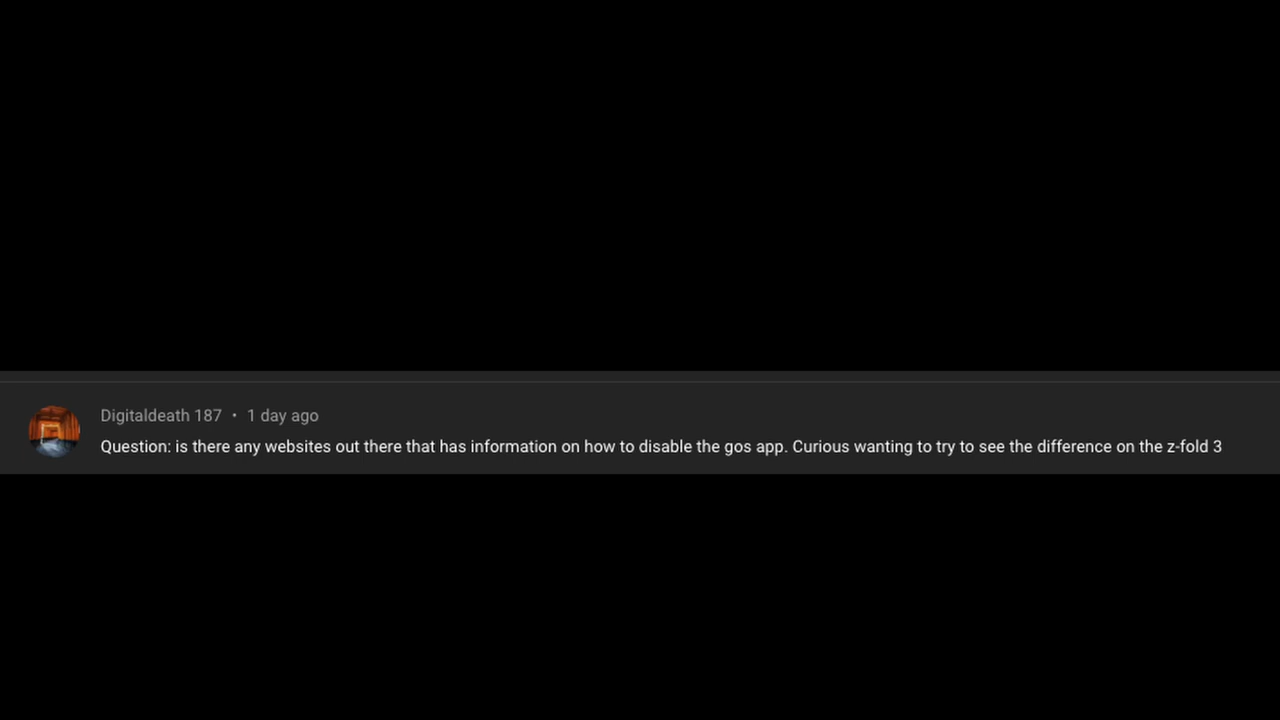 Digitaldeath 187 • 1 day ago
Question: is there any websites out there that has information on how to disable the gos app. Curious wanting to try to see the difference on the z-fold 3